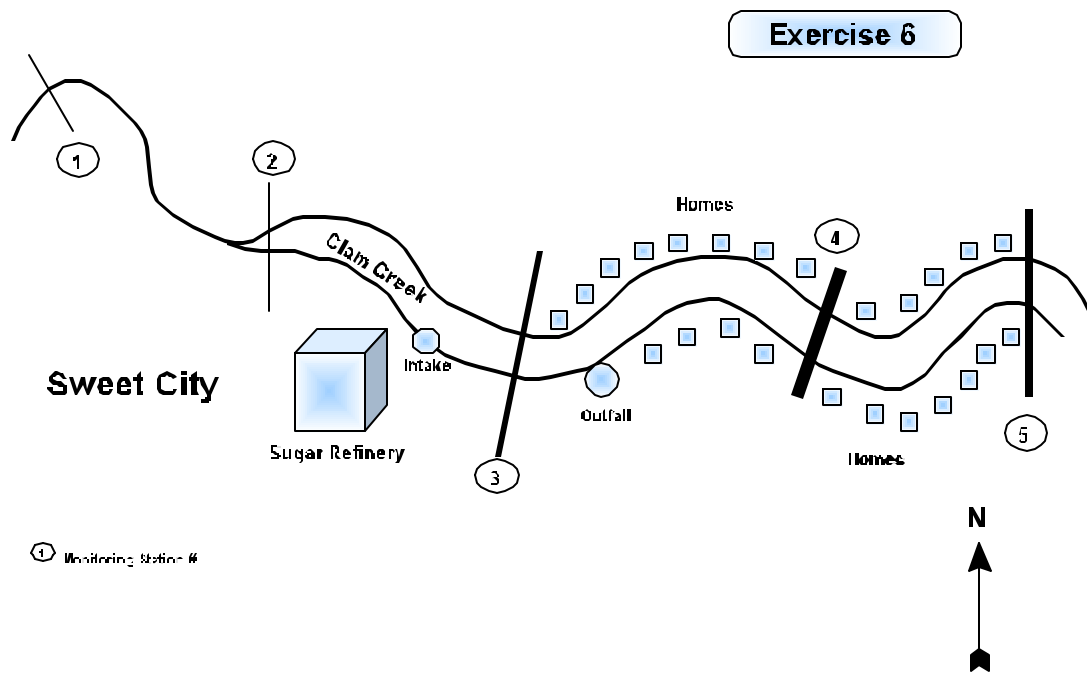 Exercise 6
1
2
Homes
4
Clam Creek
Intake
Sweet City
Outfall
Sugar Refinery
3
5
Homes
N
1 Monitoring Station #